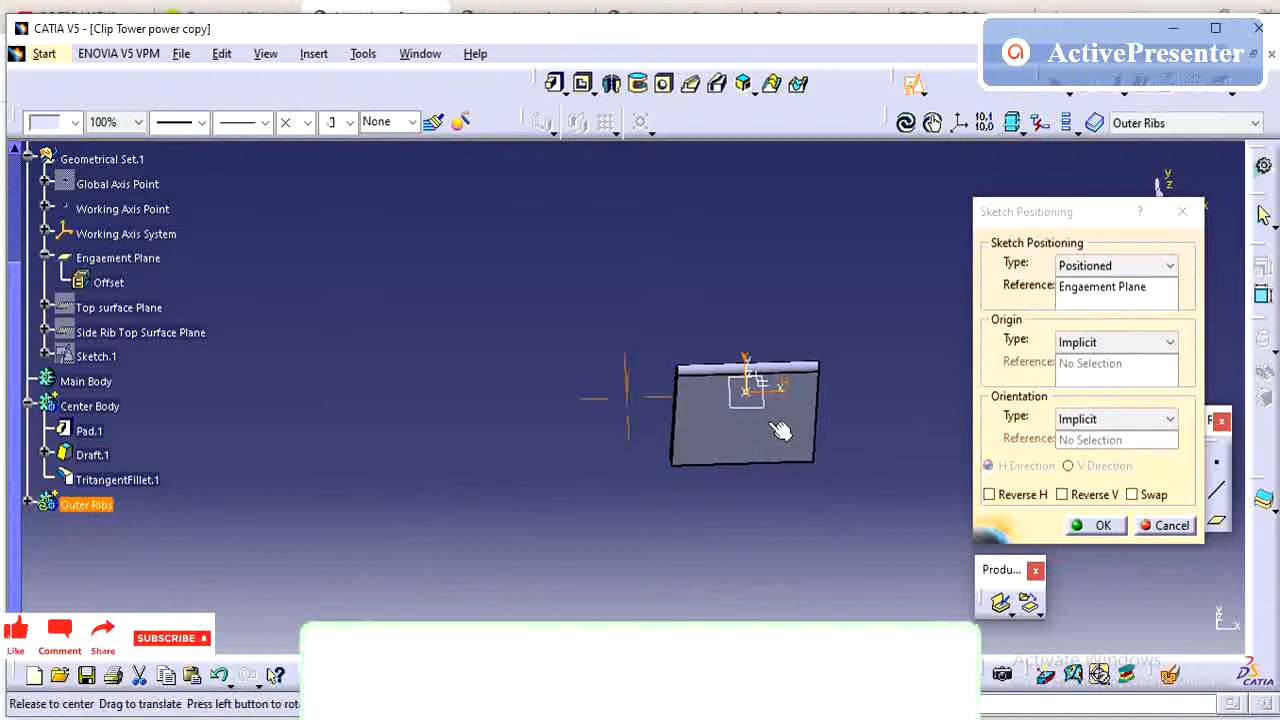 CATIA V5 - [Clip Tower power copy]
ActivePresenter
Start ENOVIA V5 VPM File Edit View Insert Tools Window Help
100% None Outer Ribs
Geometrical Set.1
Global Axis Point
Working Axis Point
Working Axis System
Engaement Plane
Offset
Top surface Plane
Side Rib Top Surface Plane
Sketch.1
Main Body
Center Body
Pad.1
Draft.1
TritangentFillet.1
Outer Ribs
Sketch Positioning ?
Sketch Positioning
Type: Positioned
Reference: Engaement Plane
Origin
Type: Implicit
Reference: No Selection
Orientation
Type: Implicit
Reference: No Selection
H Direction V Direction
Reverse H Reverse V Swap
OK Cancel
Produ...
Like Comment Share SUBSCRIBE
Activate Windows
CATIA
Release to center Drag to translate Press left button to rot